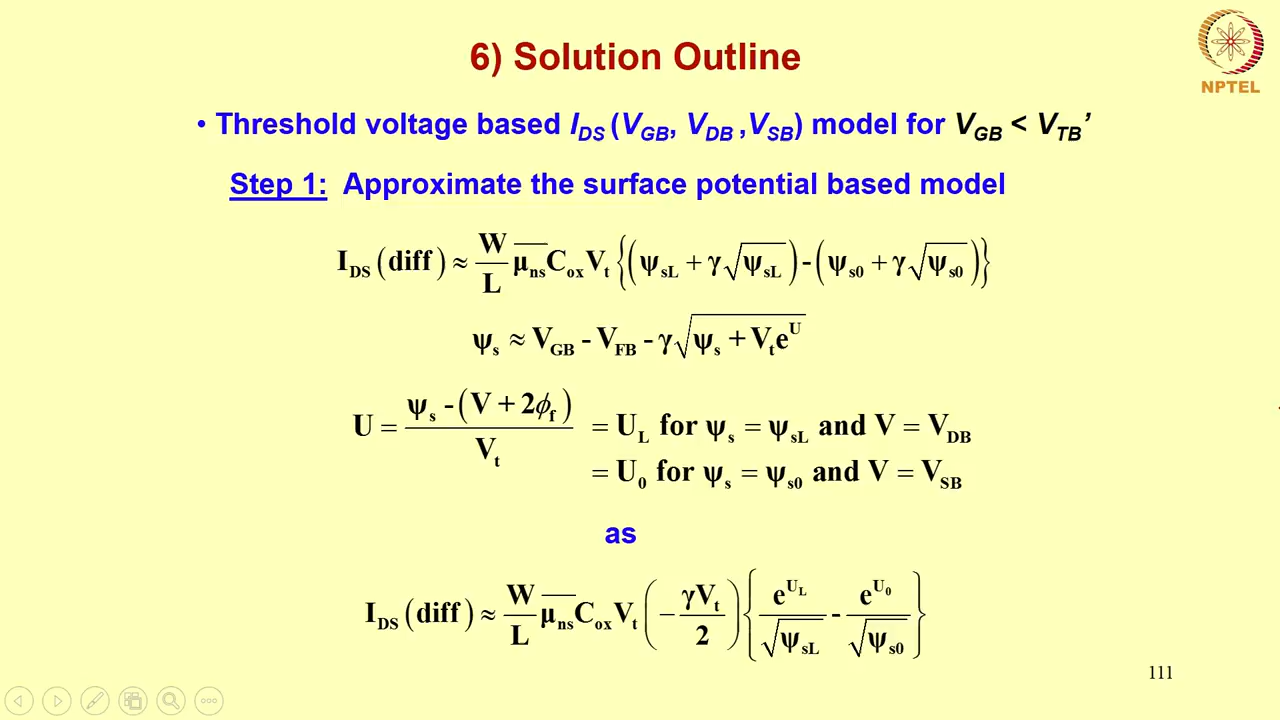 6) Solution Outline
NPTEL
• Threshold voltage based I_DS (V_GB, V_DB ,V_SB) model for V_GB < V_TB’
Step 1: Approximate the surface potential based model
I_DS (diff) ≈ W/L μ̅_ns C_ox V_t {(ψ_sL + γ√ψ_sL) - (ψ_s0 + γ√ψ_s0)}
ψ_s ≈ V_GB - V_FB - γ√(ψ_s + V_t e^U)
U = (ψ_s - (V + 2ϕ_f)) / V_t = U_L for ψ_s = ψ_sL and V = V_DB
= U_0 for ψ_s = ψ_s0 and V = V_SB
as
I_DS (diff) ≈ W/L μ̅_ns C_ox V_t (− γV_t / 2) {e^(U_L) / √ψ_sL - e^(U_0) / √ψ_s0}
111